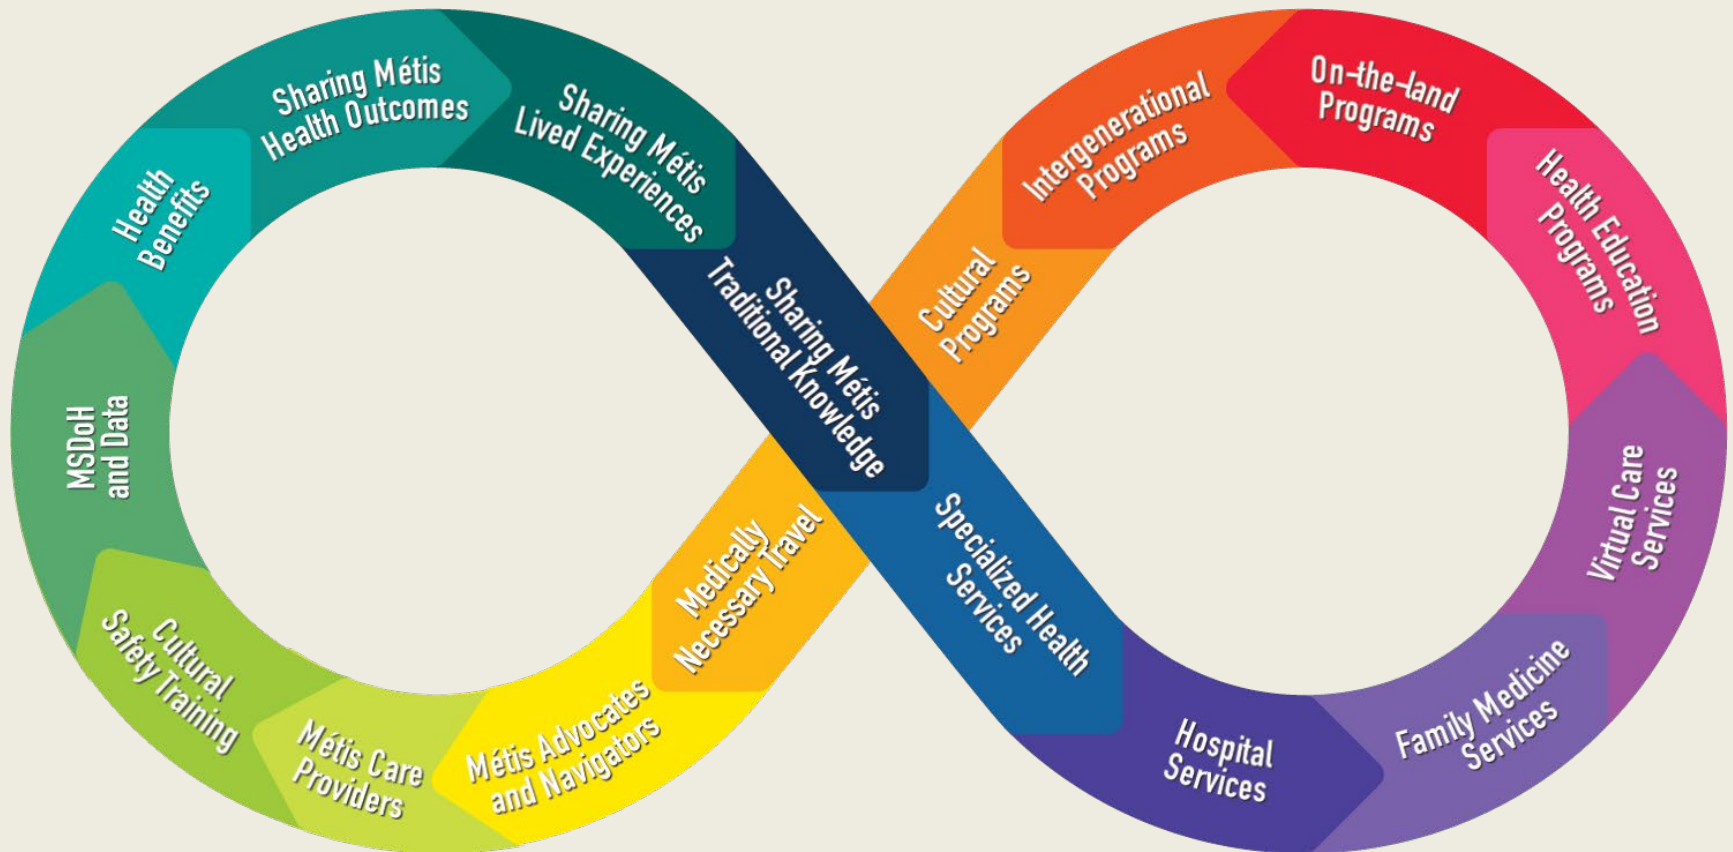 Sharing Métis
Health Outcomes
Sharing Métis
Lived Experiences
Sharing Métis
Traditional Knowledge
Specialized Health
Services
Hospital
Services
Family Medicine
Services
Virtual Care
Services
Health Education
Programs
On-the-land
Programs
Intergenerational
Programs
Cultural
Programs
Medically
Necessary Travel
Métis Advocates
and Navigators
Métis Care
Providers
Cultural
Safety Training
MSDoH
and Data
Health
Benefits